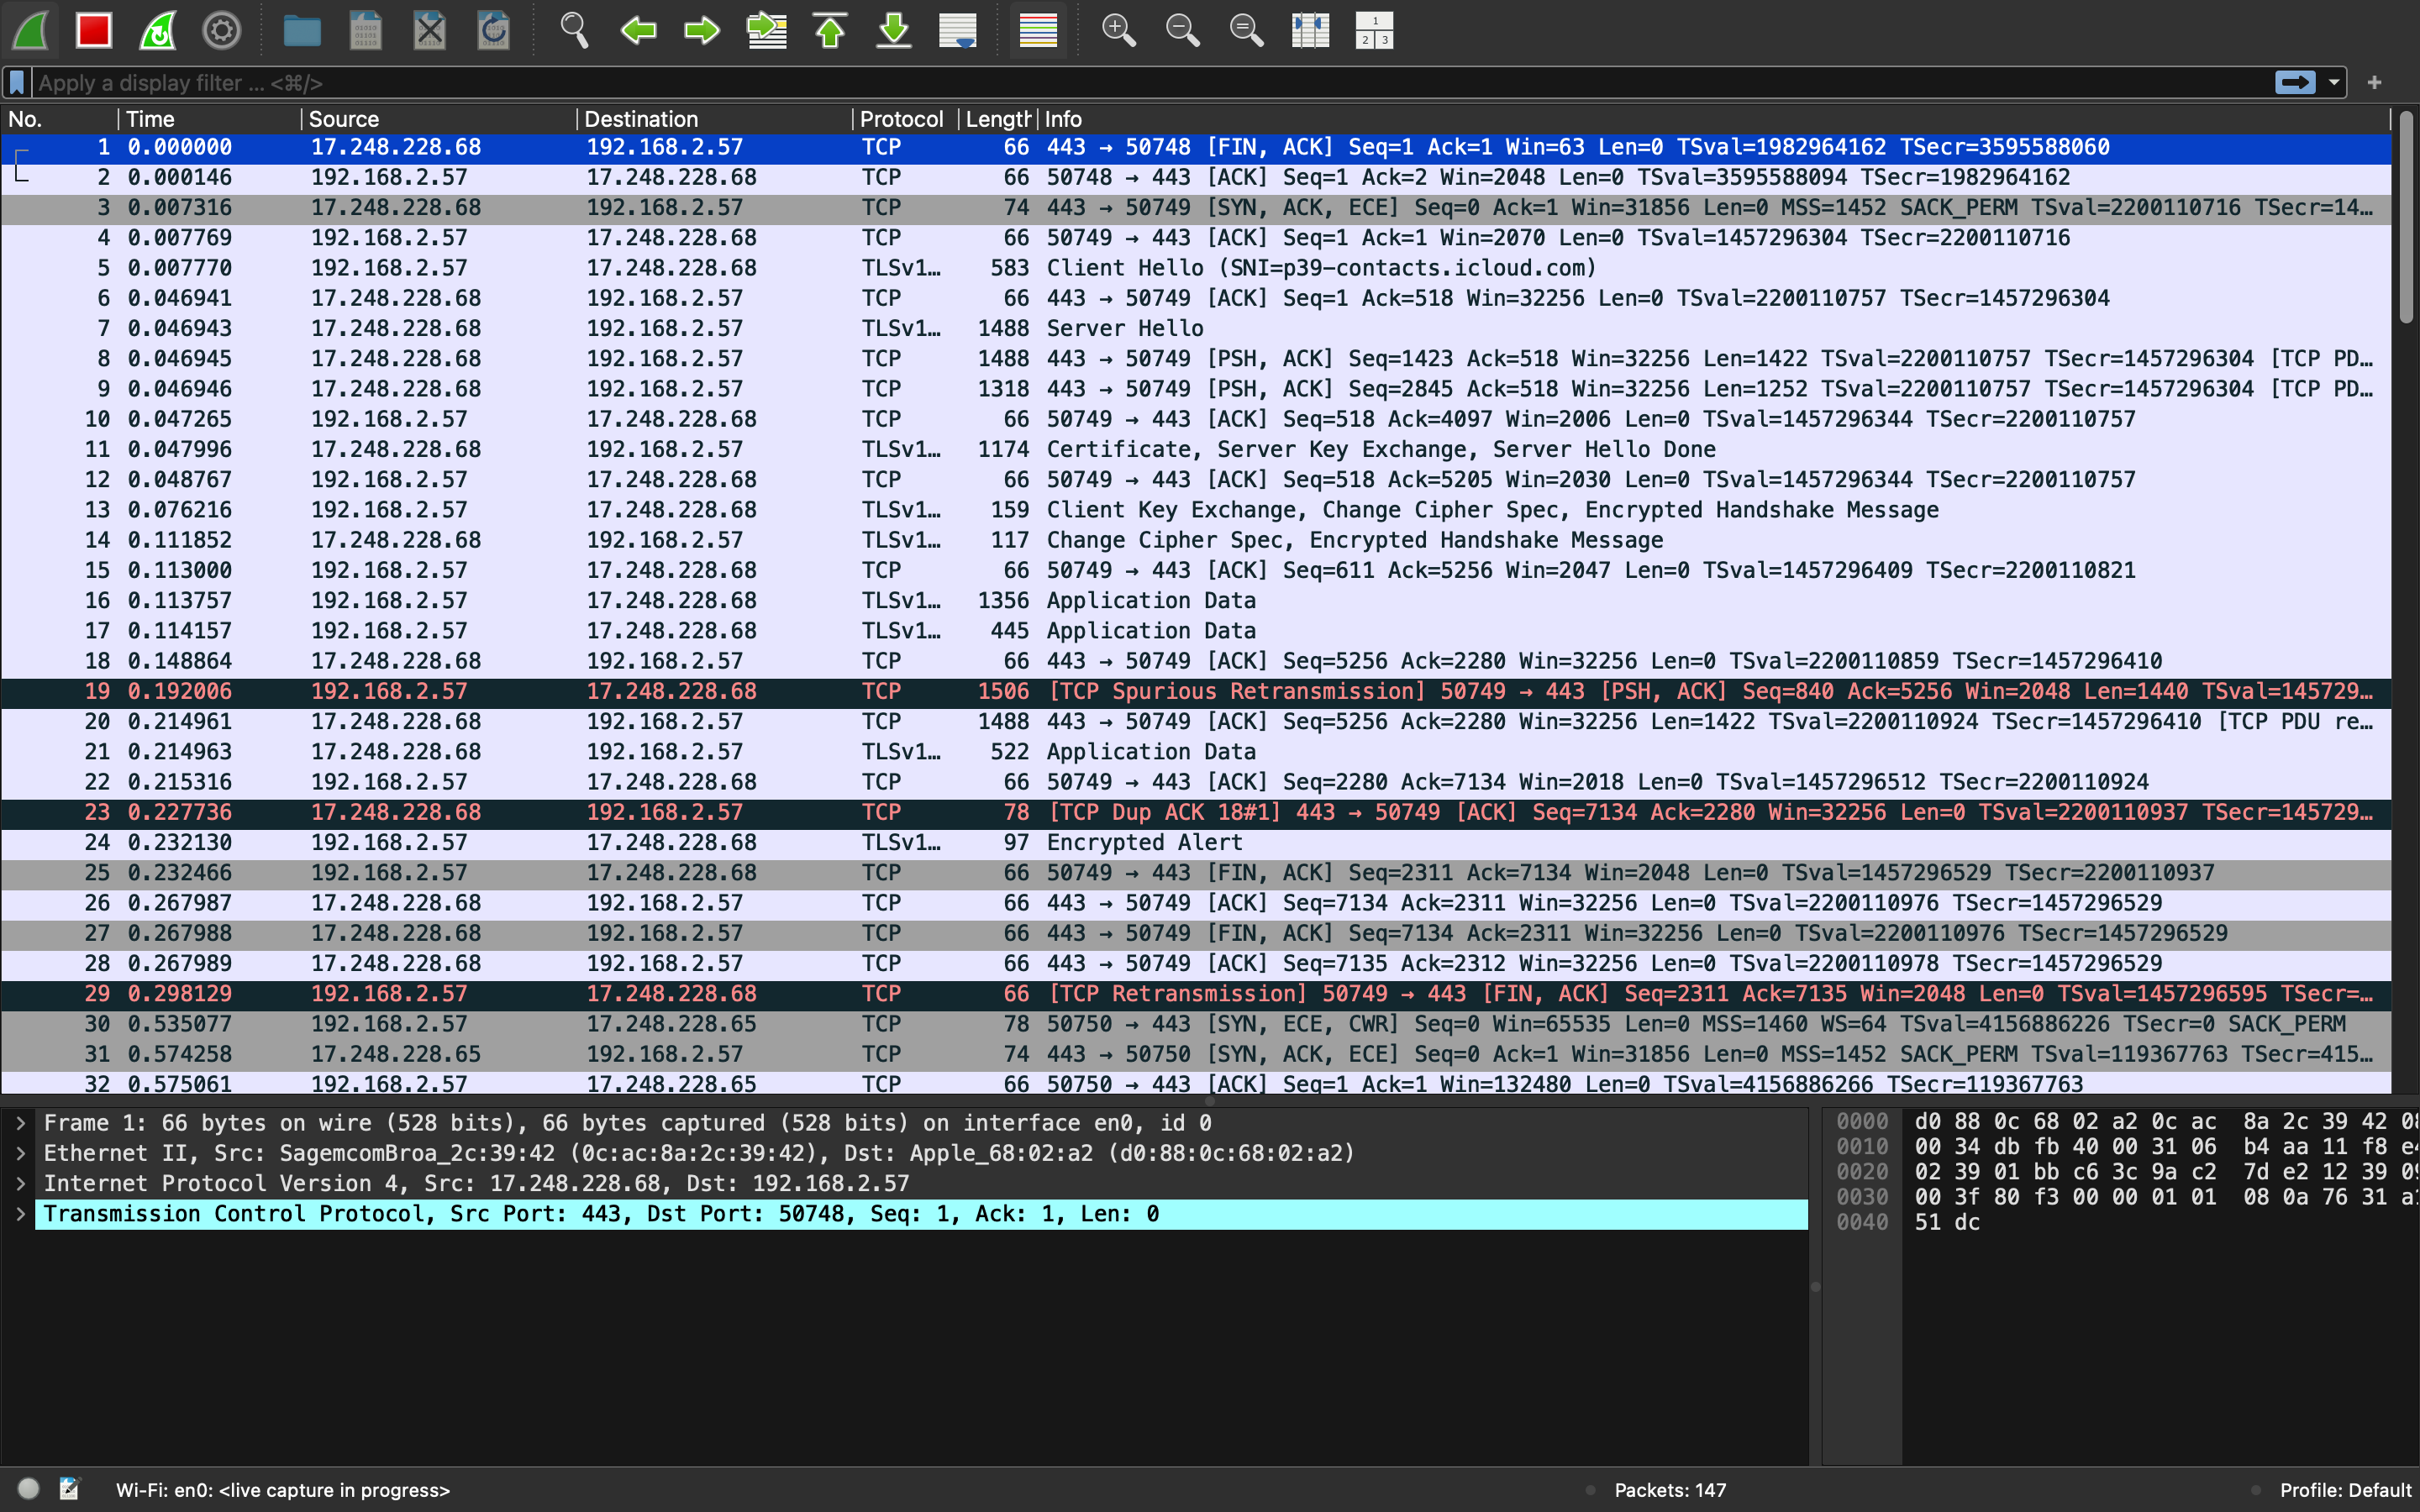 Apply a display filter ... <⌘/>
No. Time Source Destination Protocol Length Info
1 0.000000 17.248.228.68 192.168.2.57 TCP 66 443 → 50748 [FIN, ACK] Seq=1 Ack=1 Win=63 Len=0 TSval=1982964162 TSecr=3595588060
2 0.000146 192.168.2.57 17.248.228.68 TCP 66 50748 → 443 [ACK] Seq=1 Ack=2 Win=2048 Len=0 TSval=3595588094 TSecr=1982964162
3 0.007316 17.248.228.68 192.168.2.57 TCP 74 443 → 50749 [SYN, ACK, ECE] Seq=0 Ack=1 Win=31856 Len=0 MSS=1452 SACK_PERM TSval=2200110716 TSecr=14…
4 0.007769 192.168.2.57 17.248.228.68 TCP 66 50749 → 443 [ACK] Seq=1 Ack=1 Win=2070 Len=0 TSval=1457296304 TSecr=2200110716
5 0.007770 192.168.2.57 17.248.228.68 TLSv1… 583 Client Hello (SNI=p39-contacts.icloud.com)
6 0.046941 17.248.228.68 192.168.2.57 TCP 66 443 → 50749 [ACK] Seq=1 Ack=518 Win=32256 Len=0 TSval=2200110757 TSecr=1457296304
7 0.046943 17.248.228.68 192.168.2.57 TLSv1… 1488 Server Hello
8 0.046945 17.248.228.68 192.168.2.57 TCP 1488 443 → 50749 [PSH, ACK] Seq=1423 Ack=518 Win=32256 Len=1422 TSval=2200110757 TSecr=1457296304 [TCP PD…
9 0.046946 17.248.228.68 192.168.2.57 TCP 1318 443 → 50749 [PSH, ACK] Seq=2845 Ack=518 Win=32256 Len=1252 TSval=2200110757 TSecr=1457296304 [TCP PD…
10 0.047265 192.168.2.57 17.248.228.68 TCP 66 50749 → 443 [ACK] Seq=518 Ack=4097 Win=2006 Len=0 TSval=1457296344 TSecr=2200110757
11 0.047996 17.248.228.68 192.168.2.57 TLSv1… 1174 Certificate, Server Key Exchange, Server Hello Done
12 0.048767 192.168.2.57 17.248.228.68 TCP 66 50749 → 443 [ACK] Seq=518 Ack=5205 Win=2030 Len=0 TSval=1457296344 TSecr=2200110757
13 0.076216 192.168.2.57 17.248.228.68 TLSv1… 159 Client Key Exchange, Change Cipher Spec, Encrypted Handshake Message
14 0.111852 17.248.228.68 192.168.2.57 TLSv1… 117 Change Cipher Spec, Encrypted Handshake Message
15 0.113000 192.168.2.57 17.248.228.68 TCP 66 50749 → 443 [ACK] Seq=611 Ack=5256 Win=2047 Len=0 TSval=1457296409 TSecr=2200110821
16 0.113757 192.168.2.57 17.248.228.68 TLSv1… 1356 Application Data
17 0.114157 192.168.2.57 17.248.228.68 TLSv1… 445 Application Data
18 0.148864 17.248.228.68 192.168.2.57 TCP 66 443 → 50749 [ACK] Seq=5256 Ack=2280 Win=32256 Len=0 TSval=2200110859 TSecr=1457296410
19 0.192006 192.168.2.57 17.248.228.68 TCP 1506 [TCP Spurious Retransmission] 50749 → 443 [PSH, ACK] Seq=840 Ack=5256 Win=2048 Len=1440 TSval=145729…
20 0.214961 17.248.228.68 192.168.2.57 TCP 1488 443 → 50749 [ACK] Seq=5256 Ack=2280 Win=32256 Len=1422 TSval=2200110924 TSecr=1457296410 [TCP PDU re…
21 0.214963 17.248.228.68 192.168.2.57 TLSv1… 522 Application Data
22 0.215316 192.168.2.57 17.248.228.68 TCP 66 50749 → 443 [ACK] Seq=2280 Ack=7134 Win=2018 Len=0 TSval=1457296512 TSecr=2200110924
23 0.227736 17.248.228.68 192.168.2.57 TCP 78 [TCP Dup ACK 18#1] 443 → 50749 [ACK] Seq=7134 Ack=2280 Win=32256 Len=0 TSval=2200110937 TSecr=145729…
24 0.232130 192.168.2.57 17.248.228.68 TLSv1… 97 Encrypted Alert
25 0.232466 192.168.2.57 17.248.228.68 TCP 66 50749 → 443 [FIN, ACK] Seq=2311 Ack=7134 Win=2048 Len=0 TSval=1457296529 TSecr=2200110937
26 0.267987 17.248.228.68 192.168.2.57 TCP 66 443 → 50749 [ACK] Seq=7134 Ack=2311 Win=32256 Len=0 TSval=2200110976 TSecr=1457296529
27 0.267988 17.248.228.68 192.168.2.57 TCP 66 443 → 50749 [FIN, ACK] Seq=7134 Ack=2311 Win=32256 Len=0 TSval=2200110976 TSecr=1457296529
28 0.267989 17.248.228.68 192.168.2.57 TCP 66 443 → 50749 [ACK] Seq=7135 Ack=2312 Win=32256 Len=0 TSval=2200110978 TSecr=1457296529
29 0.298129 192.168.2.57 17.248.228.68 TCP 66 [TCP Retransmission] 50749 → 443 [FIN, ACK] Seq=2311 Ack=7135 Win=2048 Len=0 TSval=1457296595 TSecr=…
30 0.535077 192.168.2.57 17.248.228.65 TCP 78 50750 → 443 [SYN, ECE, CWR] Seq=0 Win=65535 Len=0 MSS=1460 WS=64 TSval=4156886226 TSecr=0 SACK_PERM
31 0.574258 17.248.228.65 192.168.2.57 TCP 74 443 → 50750 [SYN, ACK, ECE] Seq=0 Ack=1 Win=31856 Len=0 MSS=1452 SACK_PERM TSval=119367763 TSecr=415…
32 0.575061 192.168.2.57 17.248.228.65 TCP 66 50750 → 443 [ACK] Seq=1 Ack=1 Win=132480 Len=0 TSval=4156886266 TSecr=119367763
Frame 1: 66 bytes on wire (528 bits), 66 bytes captured (528 bits) on interface en0, id 0
Ethernet II, Src: SagemcomBroa_2c:39:42 (0c:ac:8a:2c:39:42), Dst: Apple_68:02:a2 (d0:88:0c:68:02:a2)
Internet Protocol Version 4, Src: 17.248.228.68, Dst: 192.168.2.57
Transmission Control Protocol, Src Port: 443, Dst Port: 50748, Seq: 1, Ack: 1, Len: 0
0000 d0 88 0c 68 02 a2 0c ac 8a 2c 39 42
0010 00 34 db fb 40 00 31 06 b4 aa 11 f8
0020 02 39 01 bb c6 3c 9a c2 7d e2 12 39
0030 00 3f 80 f3 00 00 01 01 08 0a 76 31
0040 51 dc
Wi-Fi: en0: <live capture in progress>
Packets: 147
Profile: Default